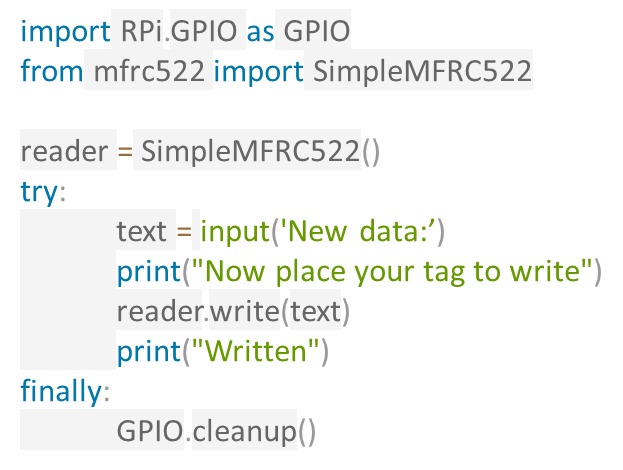 import RPi.GPIO as GPIO
from mfrc522 import SimpleMFRC522
reader = SimpleMFRC522()
try:
text = input('New data:’)
print("Now place your tag to write")
reader.write(text)
print("Written")
finally:
GPIO.cleanup()